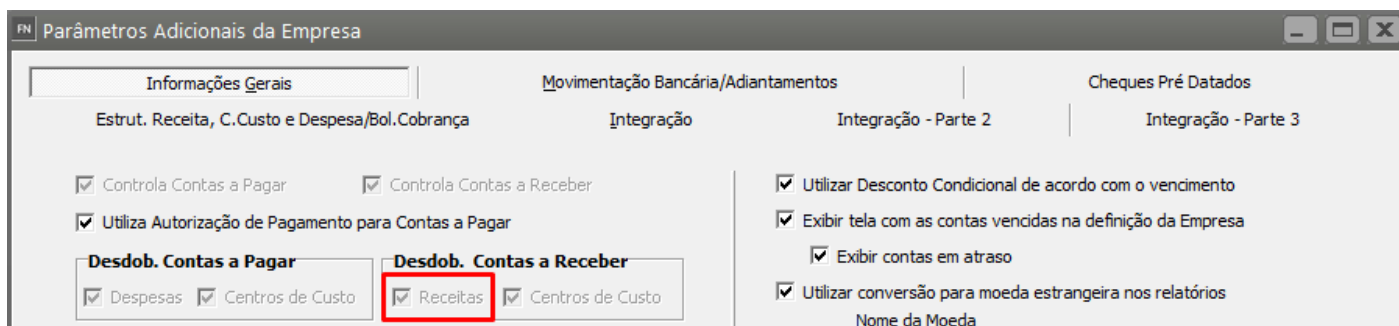 FN Parâmetros Adicionais da Empresa
Informações Gerais Movimentação Bancária/Adiantamentos Cheques Pré Datados
Estrut. Receita, C.Custo e Despesa/Bol.Cobrança Integração Integração - Parte 2 Integração - Parte 3
Controla Contas a Pagar Controla Contas a Receber
Utiliza Autorização de Pagamento para Contas a Pagar
Desdob. Contas a Pagar Desdob. Contas a Receber
Despesas Centros de Custo Receitas Centros de Custo
Utilizar Desconto Condicional de acordo com o vencimento
Exibir tela com as contas vencidas na definição da Empresa
Exibir contas em atraso
Utilizar conversão para moeda estrangeira nos relatórios
Nome da Moeda